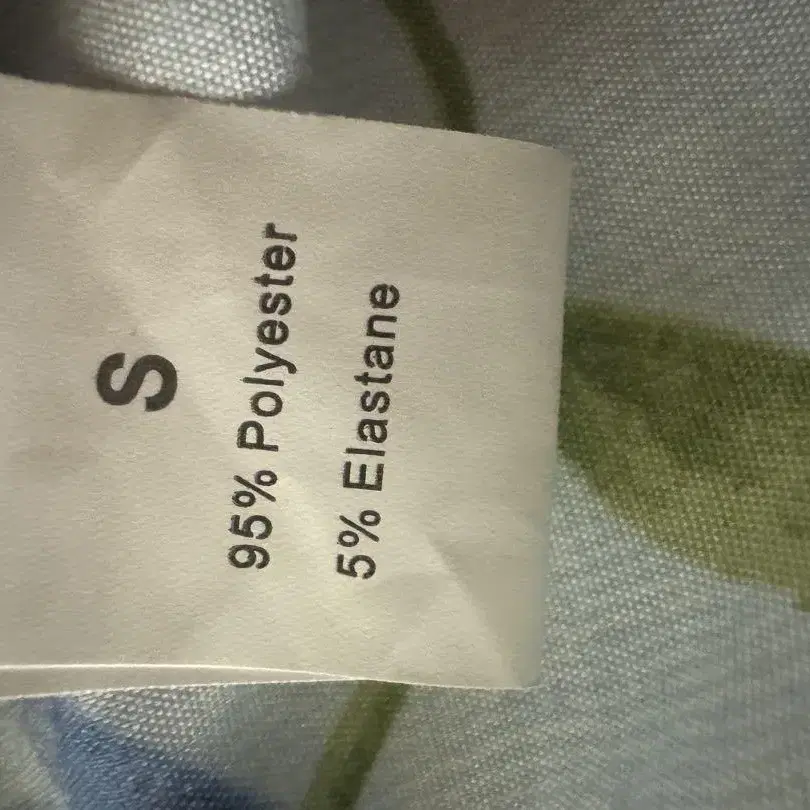 S
95% Polyester
5% Elastane